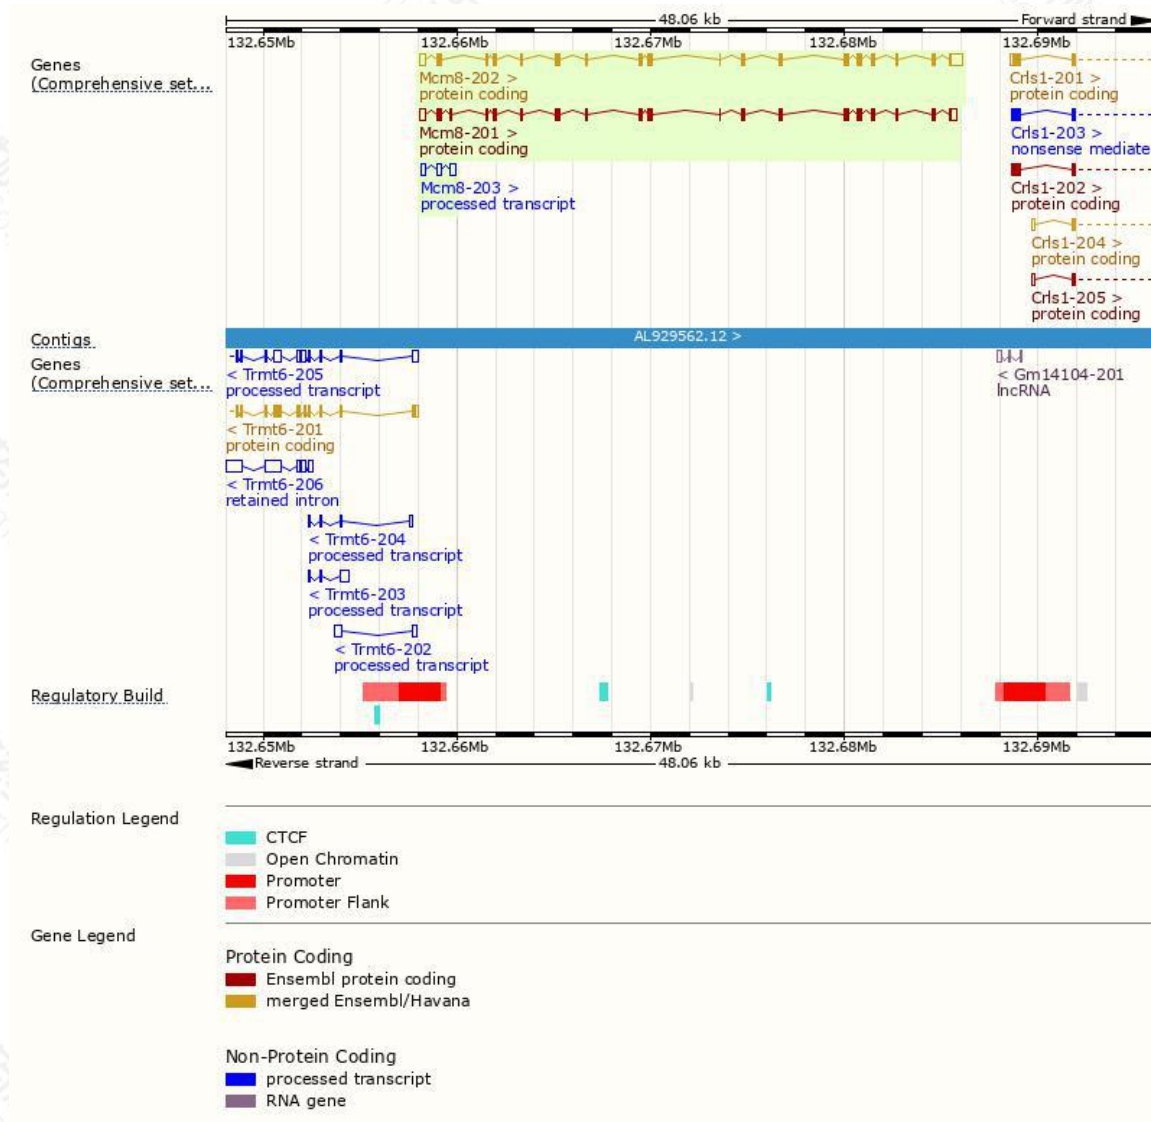 48.06 kb Forward strand
132.65Mb 132.66Mb 132.67Mb 132.68Mb 132.69Mb
Genes
(Comprehensive set...
Mcm8-202 >
protein coding
Crls1-201 >
protein coding
Mcm8-201 >
protein coding
Crls1-203 >
nonsense mediate
Mcm8-203 >
processed transcript
Crls1-202 >
protein coding
Crls1-204 >
protein coding
Crls1-205 >
protein coding
Contigs
AL929562.12 >
Genes
(Comprehensive set...
< Trmt6-205
processed transcript
< Gm14104-201
lncRNA
< Trmt6-201
protein coding
< Trmt6-206
retained intron
< Trmt6-204
processed transcript
< Trmt6-203
processed transcript
< Trmt6-202
processed transcript
Regulatory Build
132.65Mb 132.66Mb 132.67Mb 132.68Mb 132.69Mb
Reverse strand 48.06 kb
Regulation Legend
CTCF
Open Chromatin
Promoter
Promoter Flank
Gene Legend
Protein Coding
Ensembl protein coding
merged Ensembl/Havana
Non-Protein Coding
processed transcript
RNA gene